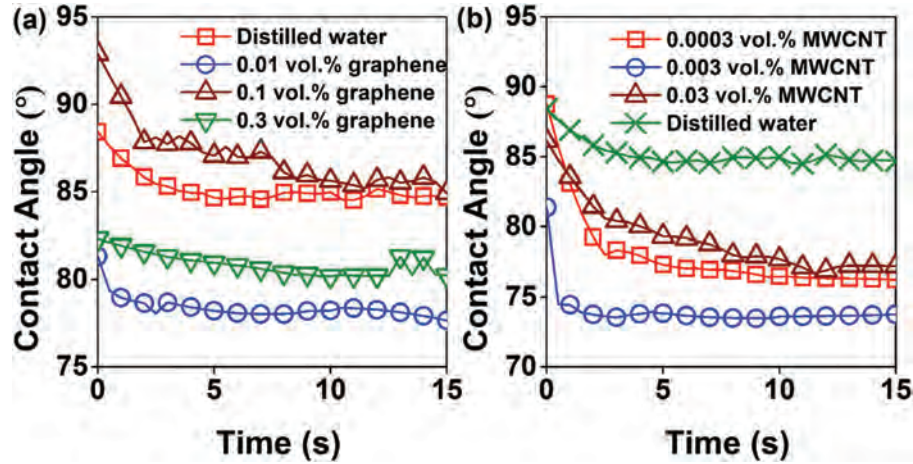 (a)
95
90
85
80
75
Contact Angle (°)
Distilled water
0.01 vol.% graphene
0.1 vol.% graphene
0.3 vol.% graphene
0 5 10 15
Time (s)
(b)
95
90
85
80
75
70
Contact Angle (°)
0.0003 vol.% MWCNT
0.003 vol.% MWCNT
0.03 vol.% MWCNT
Distilled water
0 5 10 15
Time (s)